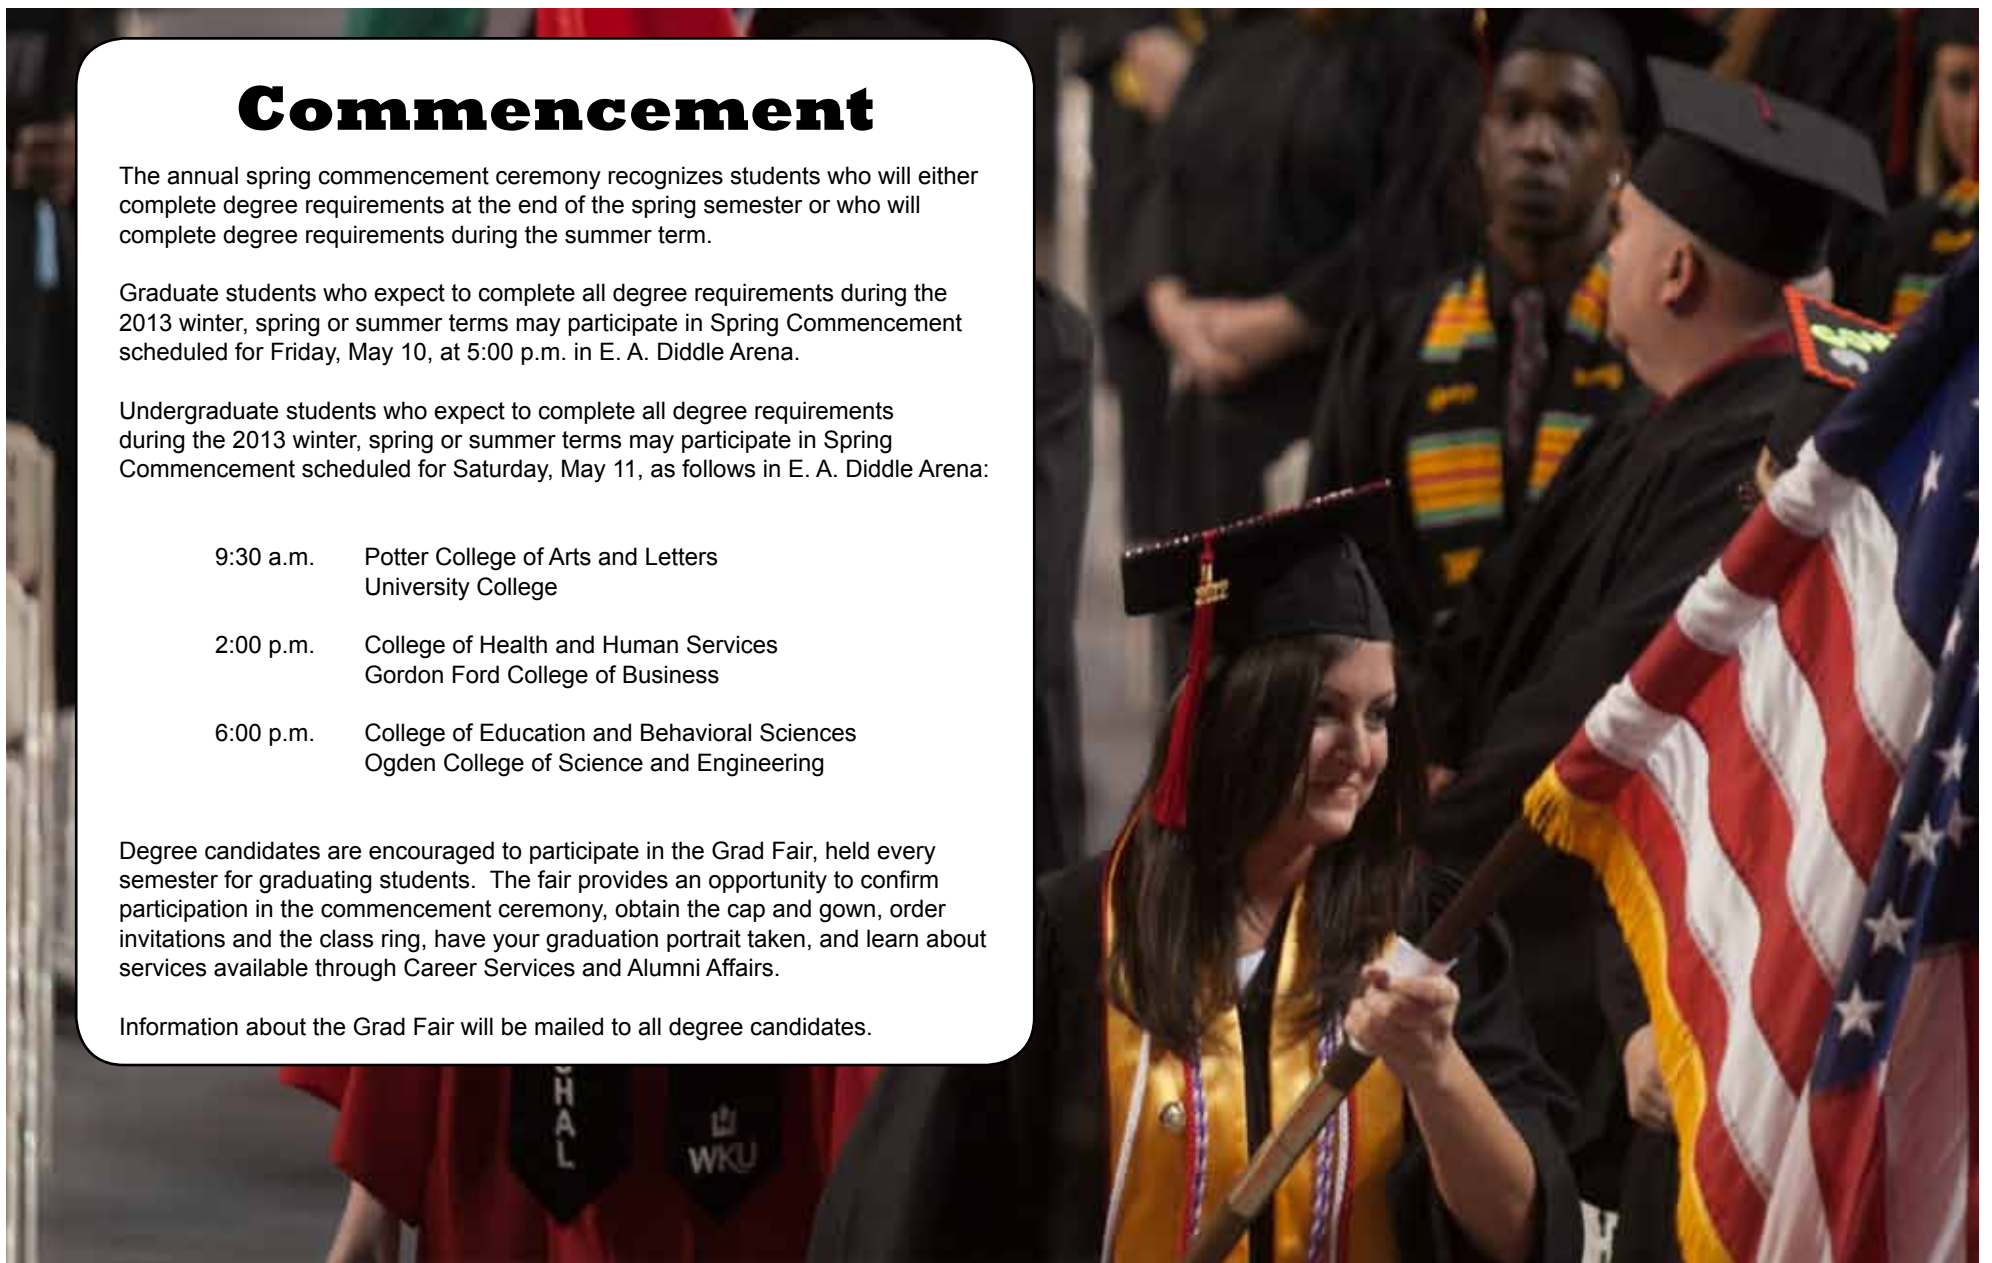 Commencement
The annual spring commencement ceremony recognizes students who will either
complete degree requirements at the end of the spring semester or who will
complete degree requirements during the summer term.
Graduate students who expect to complete all degree requirements during the
2013 winter, spring or summer terms may participate in Spring Commencement
scheduled for Friday, May 10, at 5:00 p.m. in E. A. Diddle Arena.
Undergraduate students who expect to complete all degree requirements
during the 2013 winter, spring or summer terms may participate in Spring
Commencement scheduled for Saturday, May 11, as follows in E. A. Diddle Arena:
9:30 a.m. Potter College of Arts and Letters
University College
2:00 p.m. College of Health and Human Services
Gordon Ford College of Business
6:00 p.m. College of Education and Behavioral Sciences
Ogden College of Science and Engineering
Degree candidates are encouraged to participate in the Grad Fair, held every
semester for graduating students.  The fair provides an opportunity to confirm
participation in the commencement ceremony, obtain the cap and gown, order
invitations and the class ring, have your graduation portrait taken, and learn about
services available through Career Services and Alumni Affairs.
Information about the Grad Fair will be mailed to all degree candidates.
2012
WKU